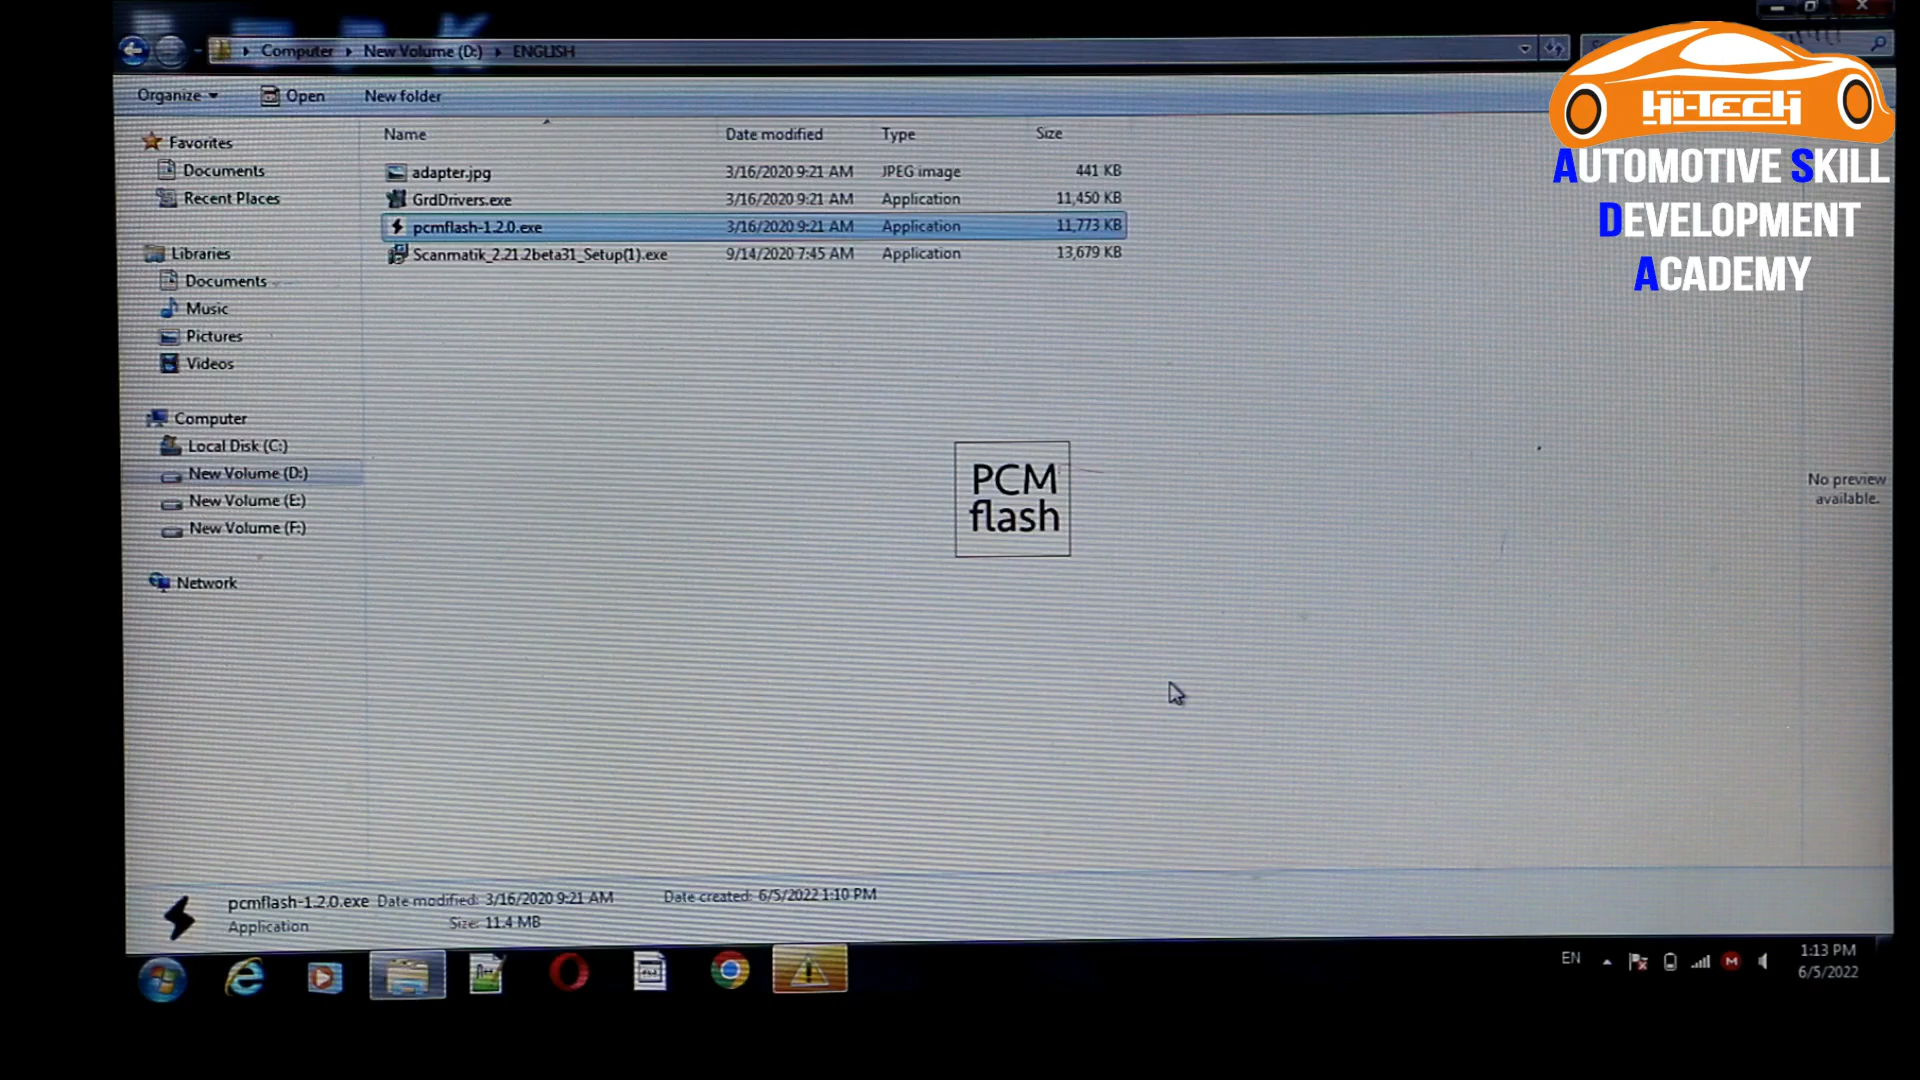 Computer New Volume (D:) ENGLISH
Organize Open New folder
Name Date modified Type Size
adapter.jpg 3/16/2020 9:21 AM JPEG image 441 KB
GrdDrivers.exe 3/16/2020 9:21 AM Application 11,450 KB
pcmflash-1.2.0.exe 3/16/2020 9:21 AM Application 11,773 KB
Scanmatik_2.21.2beta31_Setup(1).exe 9/14/2020 7:45 AM Application 13,679 KB
Favorites
Documents
Recent Places
Libraries
Documents
Music
Pictures
Videos
Computer
Local Disk (C:)
New Volume (D:)
New Volume (E:)
New Volume (F:)
Network
PCM
flash
No preview
available.
Hi-TECH
AUTOMOTIVE SKILL
DEVELOPMENT
ACADEMY
pcmflash-1.2.0.exe Date modified: 3/16/2020 9:21 AM Date created: 6/5/2022 1:10 PM
Application Size: 11.4 MB
EN
1:13 PM
6/5/2022